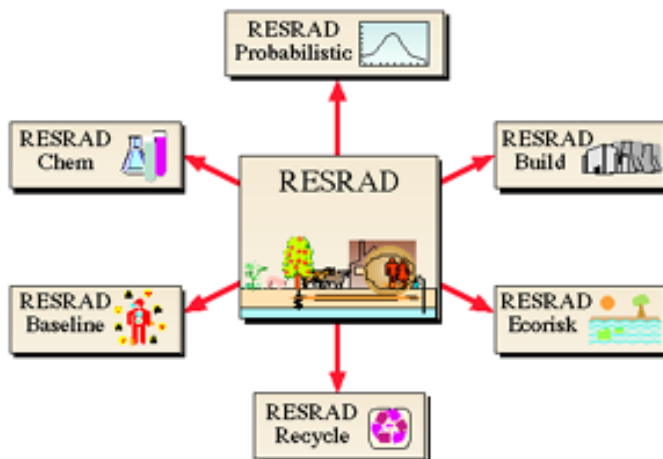 RESRAD
Probabilistic
RESRAD
Chem
RESRAD
Build
RESRAD
RESRAD
Baseline
RESRAD
Ecorisk
RESRAD
Recycle